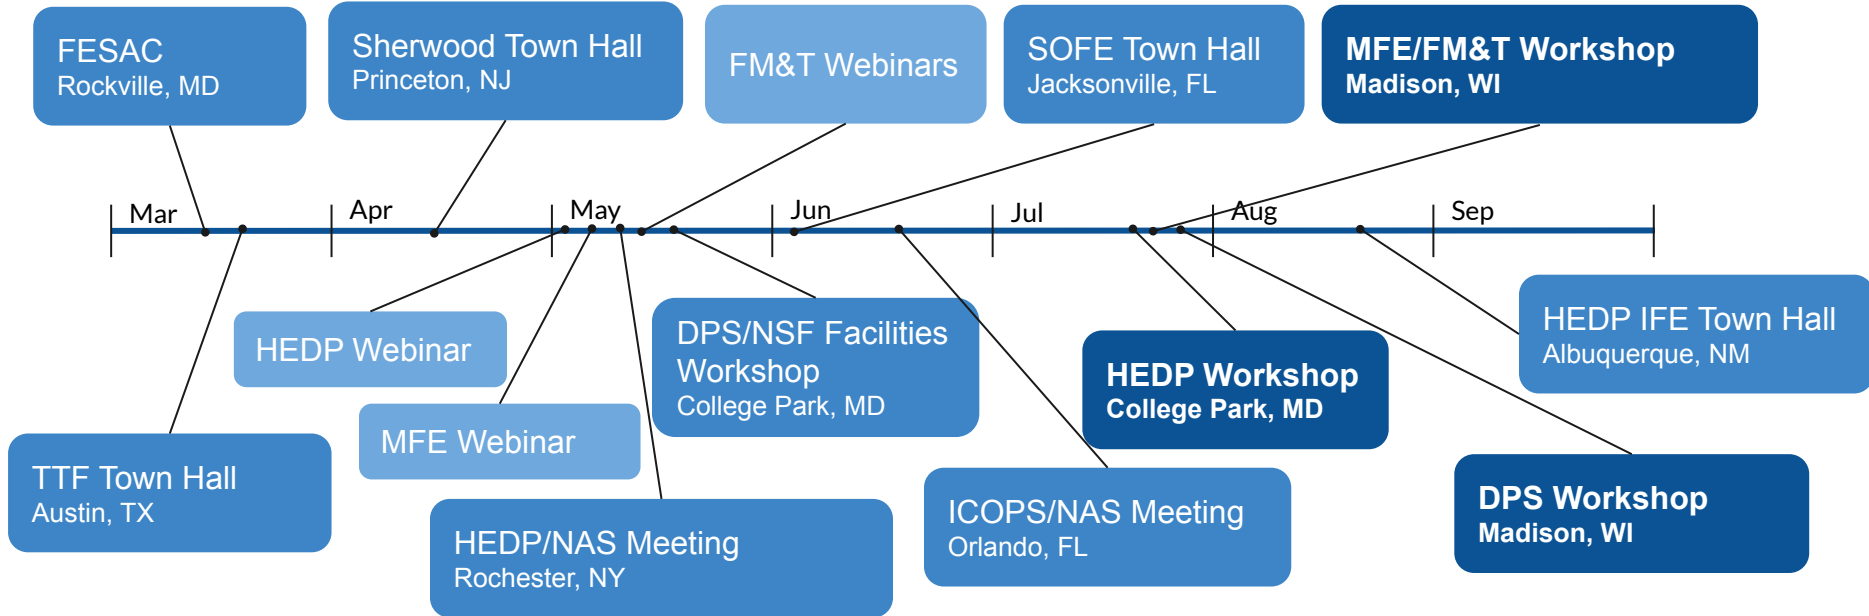 FESAC
Rockville, MD
Sherwood Town Hall
Princeton, NJ
FM&T Webinars
SOFE Town Hall
Jacksonville, FL
MFE/FM&T Workshop
Madison, WI
Mar
Apr
May
Jun
Jul
Aug
Sep
HEDP Webinar
MFE Webinar
TTF Town Hall
Austin, TX
HEDP/NAS Meeting
Rochester, NY
DPS/NSF Facilities
Workshop
College Park, MD
ICOPS/NAS Meeting
Orlando, FL
HEDP Workshop
College Park, MD
HEDP IFE Town Hall
Albuquerque, NM
DPS Workshop
Madison, WI